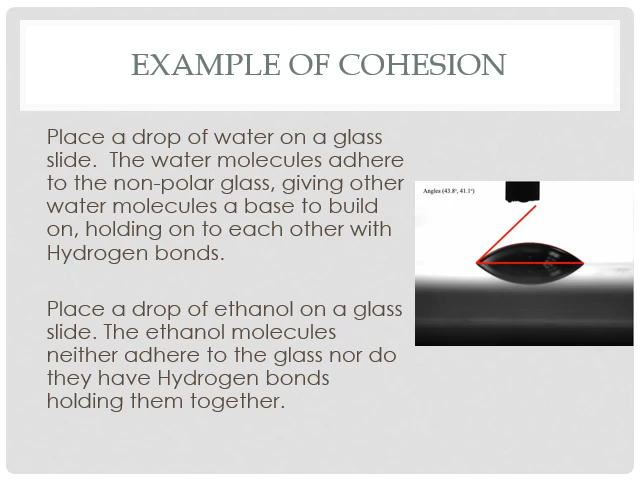 EXAMPLE OF COHESION
Place a drop of water on a glass
slide.  The water molecules adhere
to the non-polar glass, giving other
water molecules a base to build
on, holding on to each other with
Hydrogen bonds.
Place a drop of ethanol on a glass
slide. The ethanol molecules
neither adhere to the glass nor do
they have Hydrogen bonds
holding them together.
Angles (43.8°, 41.1°)